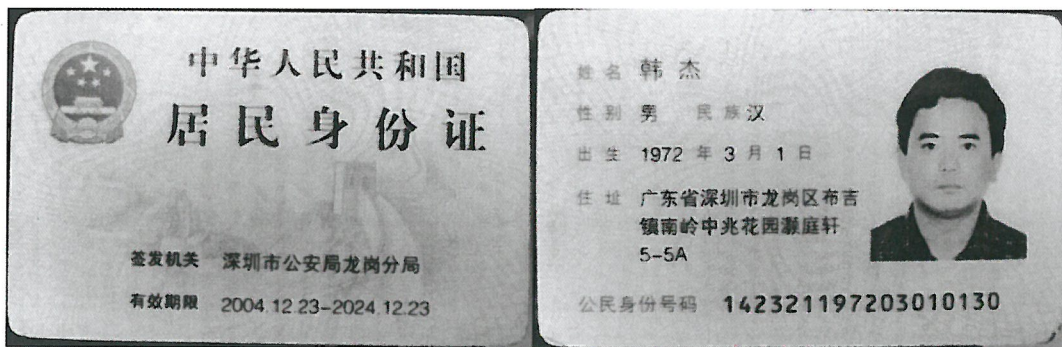 中华人民共和国
居民身份证
签发机关 深圳市公安局龙岗分局
有效期限 2004.12.23-2024.12.23
姓名 韩杰
性别 男 民族 汉
出生 1972 年 3 月 1 日
住址 广东省深圳市龙岗区布吉
镇南岭中兆花园灏庭轩
5-5A
公民身份号码 142321197203010130